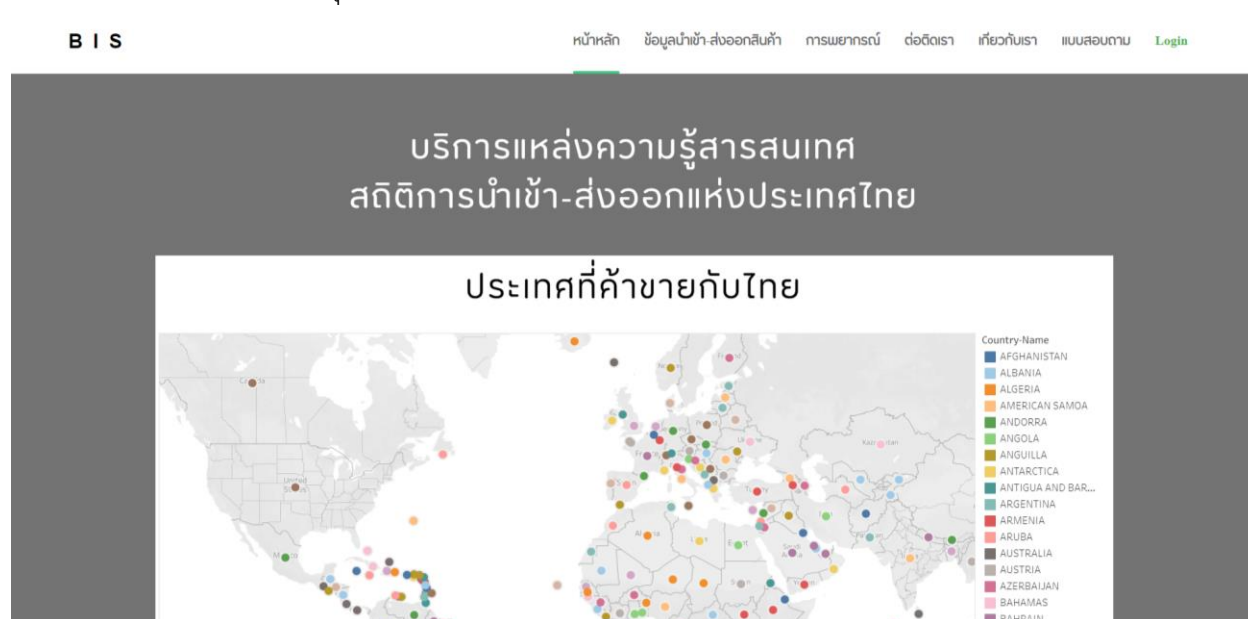 B I S
หน้าหลัก ข้อมูลนำเข้า-ส่งออกสินค้า การพยากรณ์ ต่อติดเรา เกี่ยวกับเรา แบบสอบถาม Login
บริการแหล่งความรู้สารสนเทศ
สถิติการนำเข้า-ส่งออกแห่งประเทศไทย
ประเทศที่ค้าขายกับไทย
Country-Name
AFGHANISTAN
ALBANIA
ALGERIA
AMERICAN SAMOA
ANDORRA
ANGOLA
ANGUILLA
ANTARCTICA
ANTIGUA AND BAR...
ARGENTINA
ARMENIA
ARUBA
AUSTRALIA
AUSTRIA
AZERBAIJAN
BAHAMAS
BAHRAIN